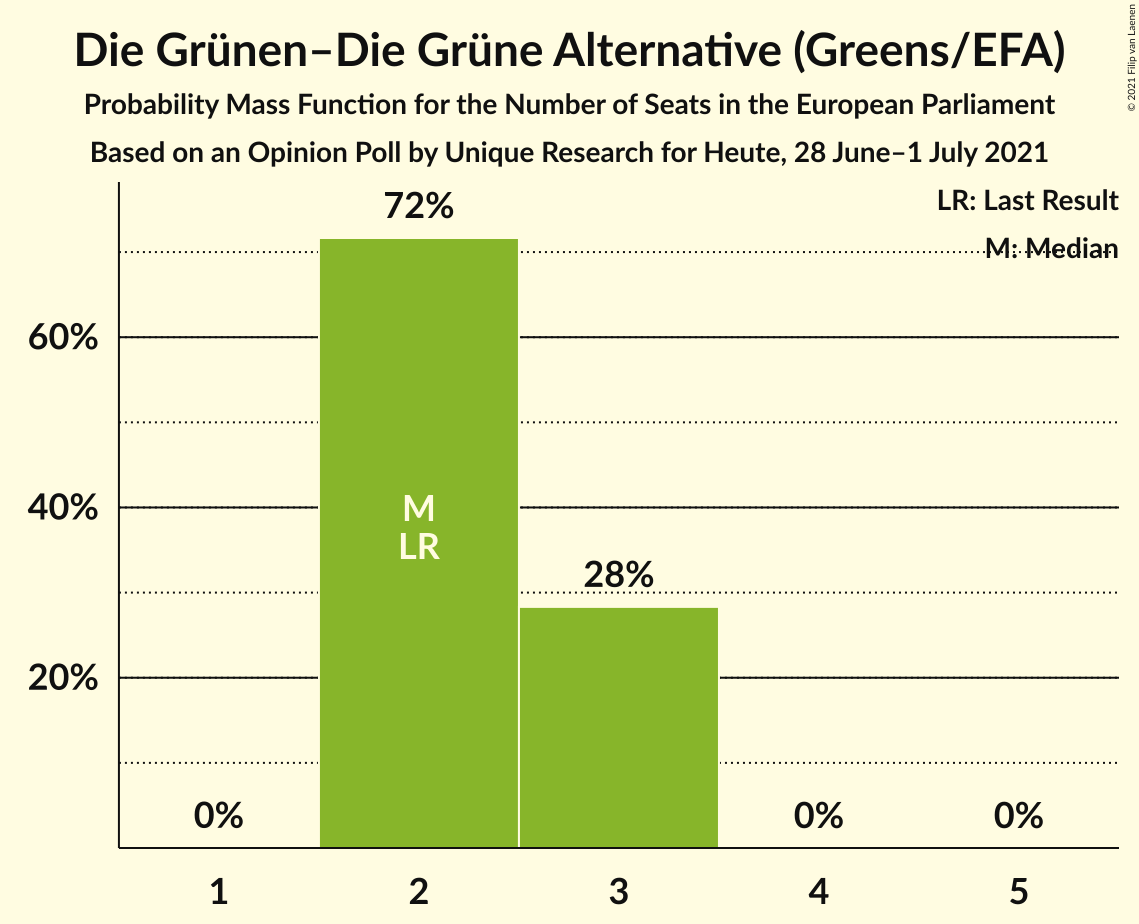 Die Grünen–Die Grüne Alternative (Greens/EFA)
Probability Mass Function for the Number of Seats in the European Parliament
Based on an Opinion Poll by Unique Research for Heute, 28 June–1 July 2021
© 2021 Filip van Laenen
LR: Last Result
M: Median
72%
60%
40%
20%
M
LR
28%
0%
0%
0%
1
2
3
4
5